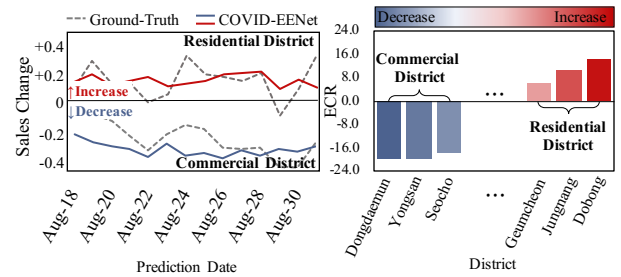 Ground-Truth
COVID-EENet
Residential District
Commercial District
↑Increase
↓Decrease
Sales Change
+0.4
+0.2
0
-0.2
-0.4
Aug-18
Aug-20
Aug-22
Aug-24
Aug-26
Aug-28
Aug-30
Prediction Date
Decrease
Increase
ECR
24.0
16.0
8.0
0.0
-8.0
-16.0
-24.0
Commercial
District
...
Residential
District
Dongdaemun
Yongsan
Seocho
...
Geumcheon
Jungnang
Dobong
District